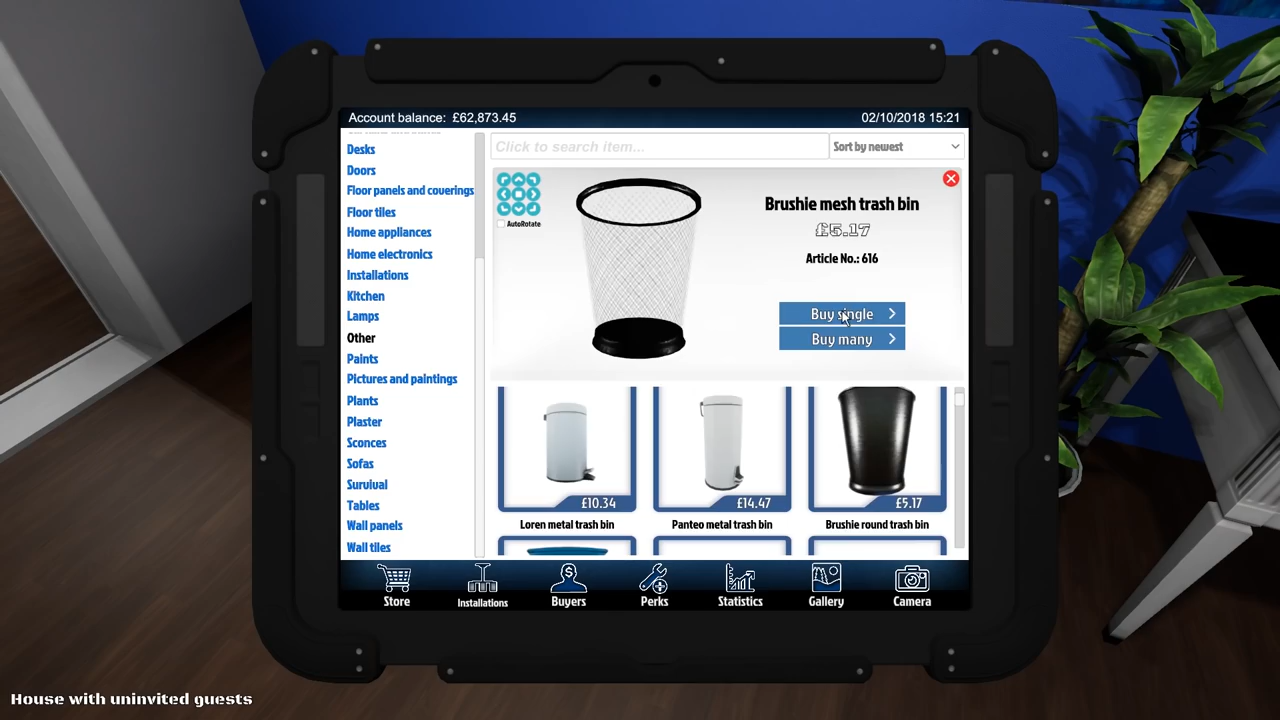 Account balance: £62,873.45
02/10/2018 15:21
Desks
Doors
Floor panels and coverings
Floor tiles
Home appliances
Home electronics
Installations
Kitchen
Lamps
Other
Paints
Pictures and paintings
Plants
Plaster
Sconces
Sofas
Survival
Tables
Wall panels
Wall tiles
Click to search item...
Sort by newest
AutoRotate
Brushie mesh trash bin
£5.17
Article No.: 616
Buy single
Buy many
£10.34
£14.47
£5.17
Loren metal trash bin
Panteo metal trash bin
Brushie round trash bin
Store
Installations
Buyers
Perks
Statistics
Gallery
Camera
House with uninvited guests